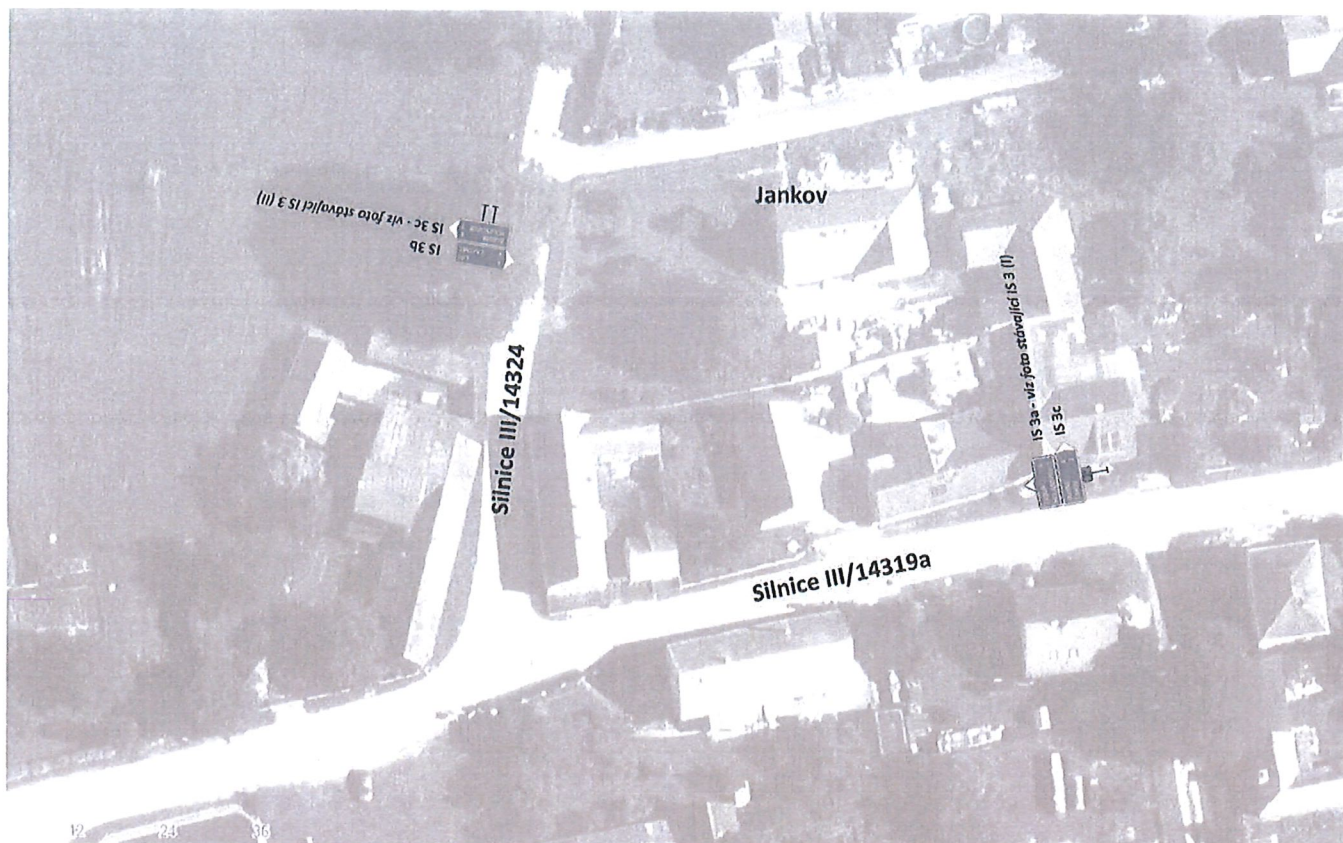 Jankov
IS 3c - viz foto stávající IS 3 (II)
IS 3b
Silnice III/14324
IS 3a - viz foto stávající IS 3 (I)
IS 3c
Silnice III/14319a
12 24 36